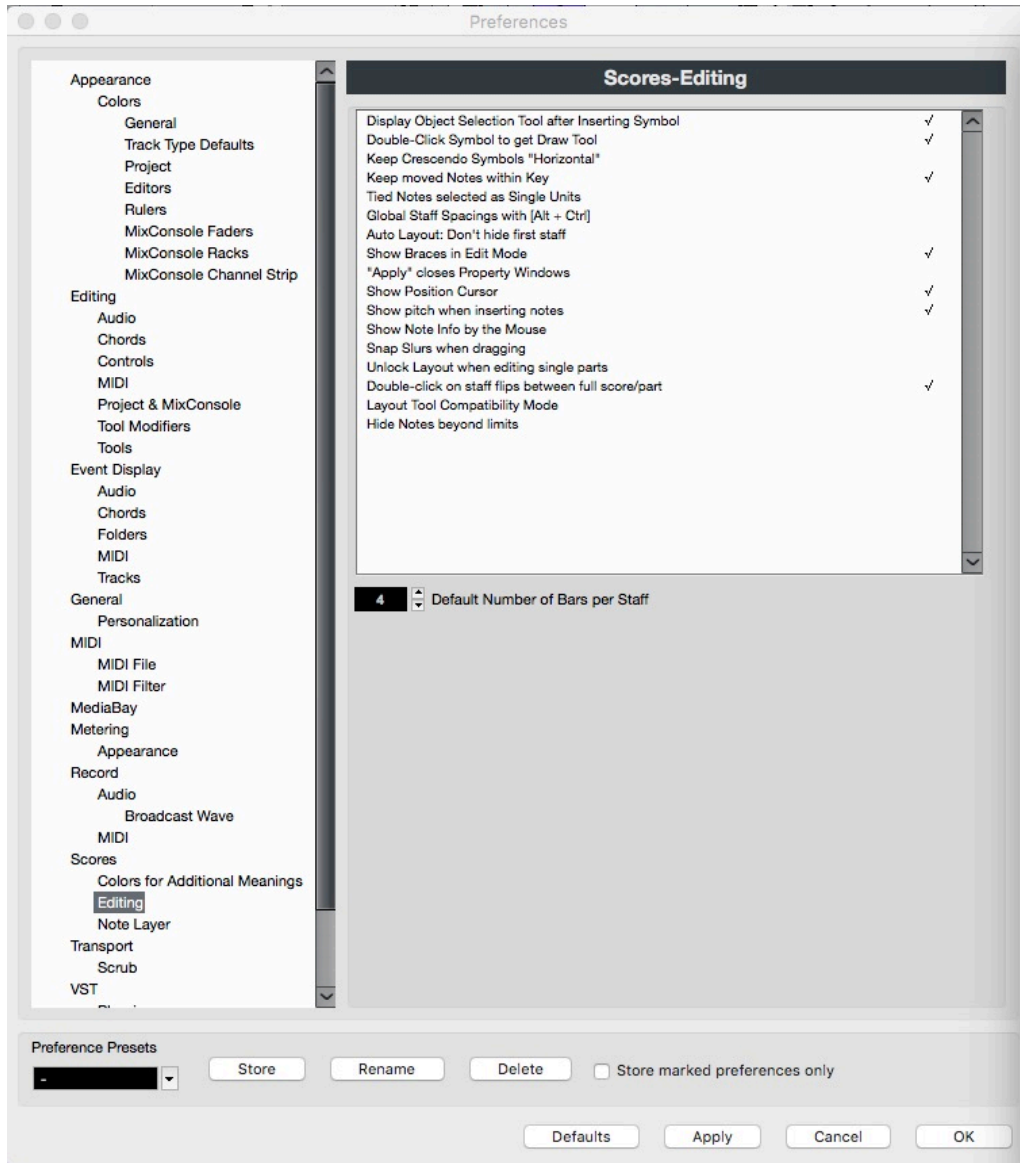 Preferences
Appearance
Colors
General
Track Type Defaults
Project
Editors
Rulers
MixConsole Faders
MixConsole Racks
MixConsole Channel Strip
Editing
Audio
Chords
Controls
MIDI
Project & MixConsole
Tool Modifiers
Tools
Event Display
Audio
Chords
Folders
MIDI
Tracks
General
Personalization
MIDI
MIDI File
MIDI Filter
MediaBay
Metering
Appearance
Record
Audio
Broadcast Wave
MIDI
Scores
Colors for Additional Meanings
Editing
Note Layer
Transport
Scrub
VST
Scores-Editing
Display Object Selection Tool after Inserting Symbol √
Double-Click Symbol to get Draw Tool √
Keep Crescendo Symbols "Horizontal"
Keep moved Notes within Key √
Tied Notes selected as Single Units
Global Staff Spacings with [Alt + Ctrl]
Auto Layout: Don't hide first staff
Show Braces in Edit Mode √
"Apply" closes Property Windows
Show Position Cursor √
Show pitch when inserting notes √
Show Note Info by the Mouse
Snap Slurs when dragging
Unlock Layout when editing single parts
Double-click on staff flips between full score/part √
Layout Tool Compatibility Mode
Hide Notes beyond limits
4 Default Number of Bars per Staff
Preference Presets
- Store Rename Delete Store marked preferences only
Defaults Apply Cancel OK